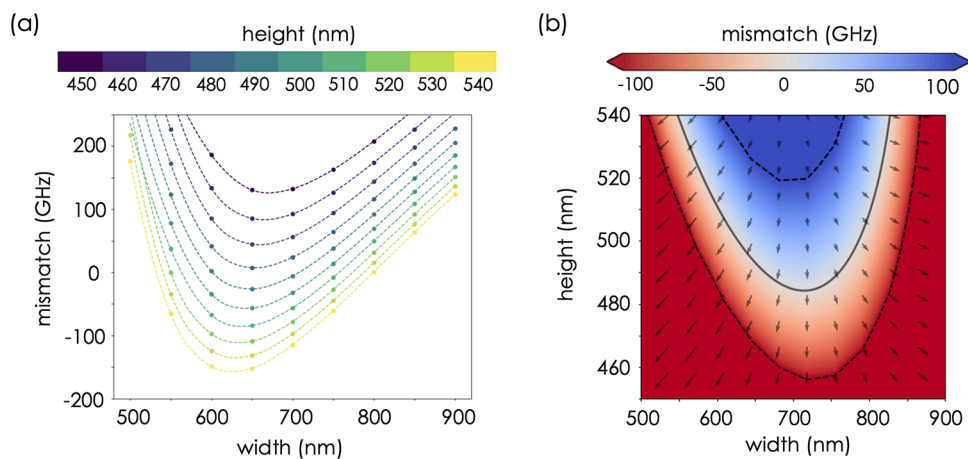 (a)
height (nm)
450 460 470 480 490 500 510 520 530 540
mismatch (GHz)
200
100
0
-100
-200
500 600 700 800 900
width (nm)
(b)
mismatch (GHz)
-100 -50 0 50 100
height (nm)
540
520
500
480
460
500 600 700 800 900
width (nm)